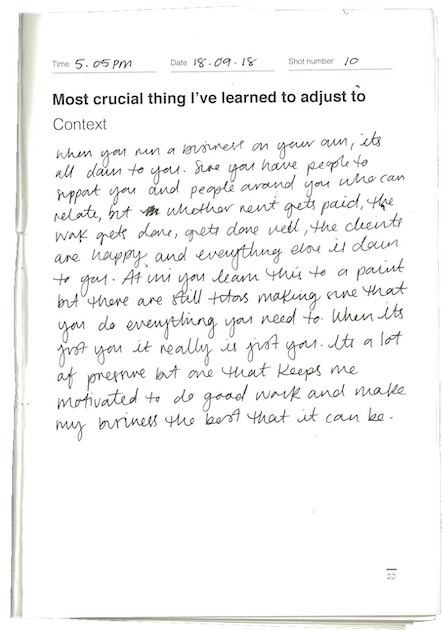 Time 5.05PM Date 18.09.18 Shot number 10
Most crucial thing I've learned to adjust to
Context
when you run a business on your own, its
all down to you. Sure you have people to
support you and people around you who can
relate, but whether rent gets paid, the
work gets done, gets done well, the clients
are happy and everything else is down
to you. At uni you learn this to a point
but there are still tutors making sure that
you do everything you need to. When its
just you it really is just you. Its a lot
of pressure but one that keeps me
motivated to do good work and make
my business the best that it can be.